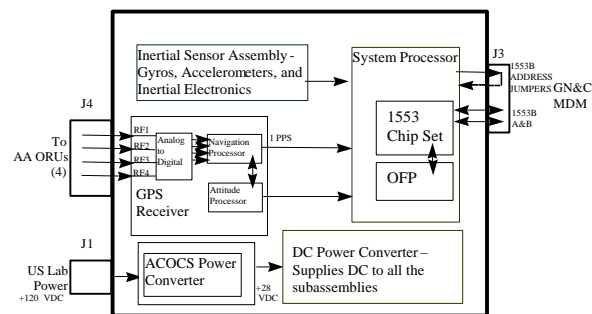 Inertial Sensor Assembly -
Gyros, Accelerometers, and
Inertial Electronics
System Processor
J3
1553B
ADDRESS
JUMPERS
GN&C
MDM
1553B
A&B
1553
Chip Set
OFP
J4
To
AA ORUs
(4)
RF1
RF2
RF3
RF4
Analog
to
Digital
Navigation
Processor
1 PPS
Attitude
Processor
GPS
Receiver
J1
US Lab
Power
+120 VDC
ACOCS Power
Converter
+28
VDC
DC Power Converter –
Supplies DC to all the
subassemblies